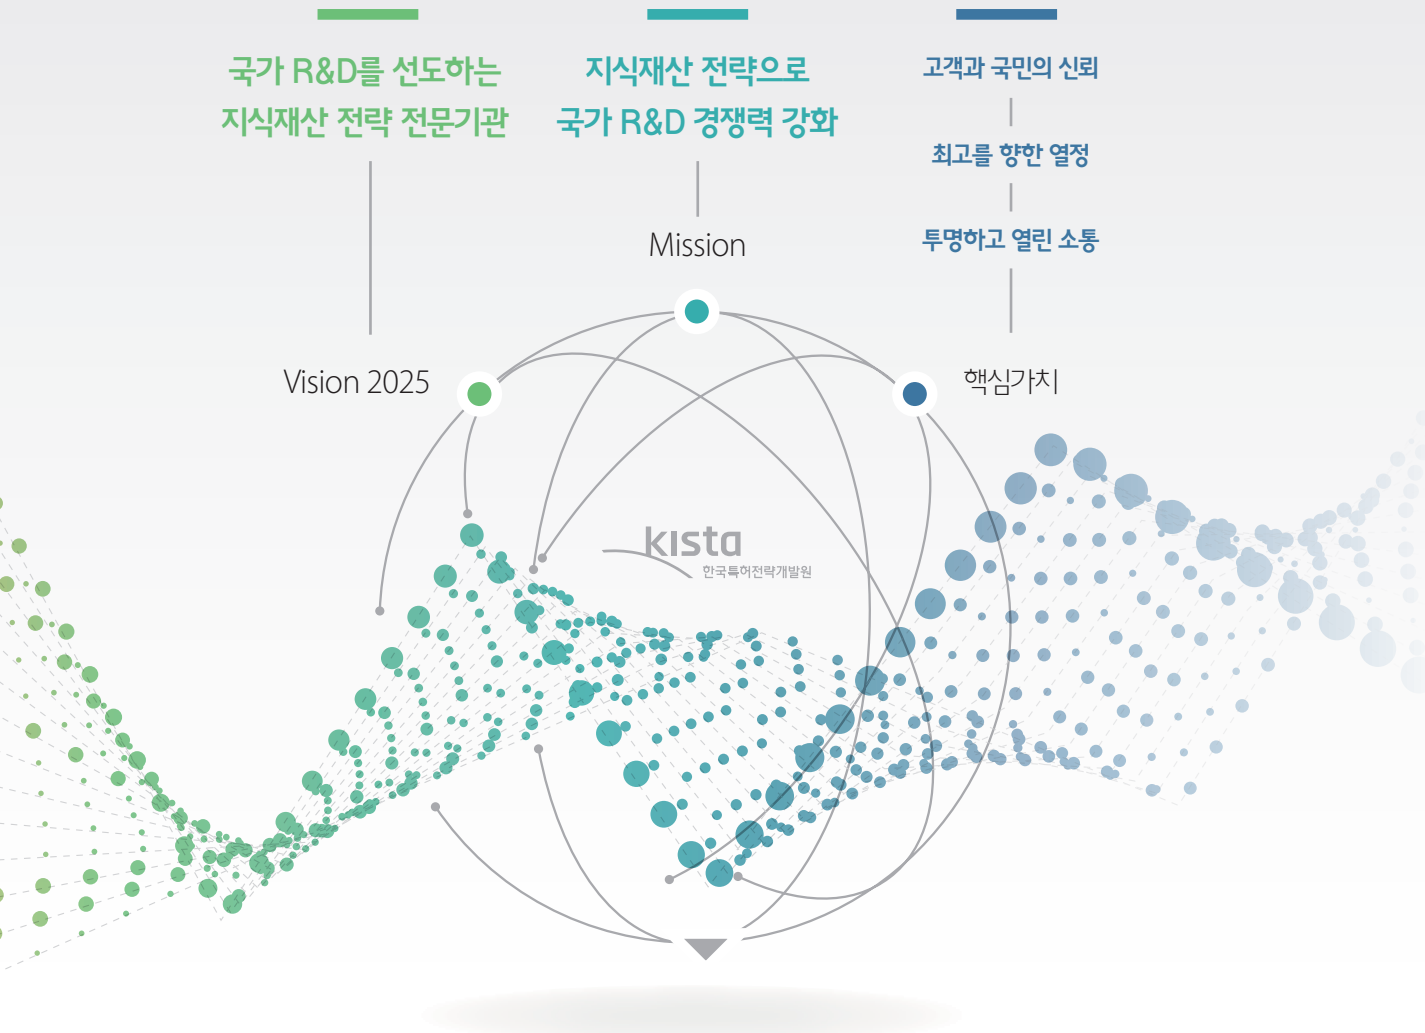 국가 R&D를 선도하는
지식재산 전략 전문기관
Vision 2025
지식재산 전략으로
국가 R&D 경쟁력 강화
Mission
고객과 국민의 신뢰
최고를 향한 열정
투명하고 열린 소통
핵심가치
kista
한국특허전략개발원